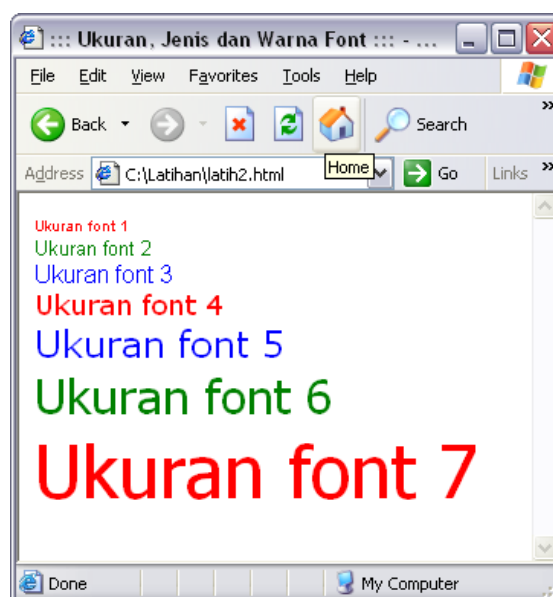 ::: Ukuran, Jenis dan Warna Font ::: - ...
File Edit View Favorites Tools Help
Back Search »
Address C:\Latihan\latih2.html Home Go Links »
Ukuran font 1
Ukuran font 2
Ukuran font 3
Ukuran font 4
Ukuran font 5
Ukuran font 6
Ukuran font 7
Done My Computer